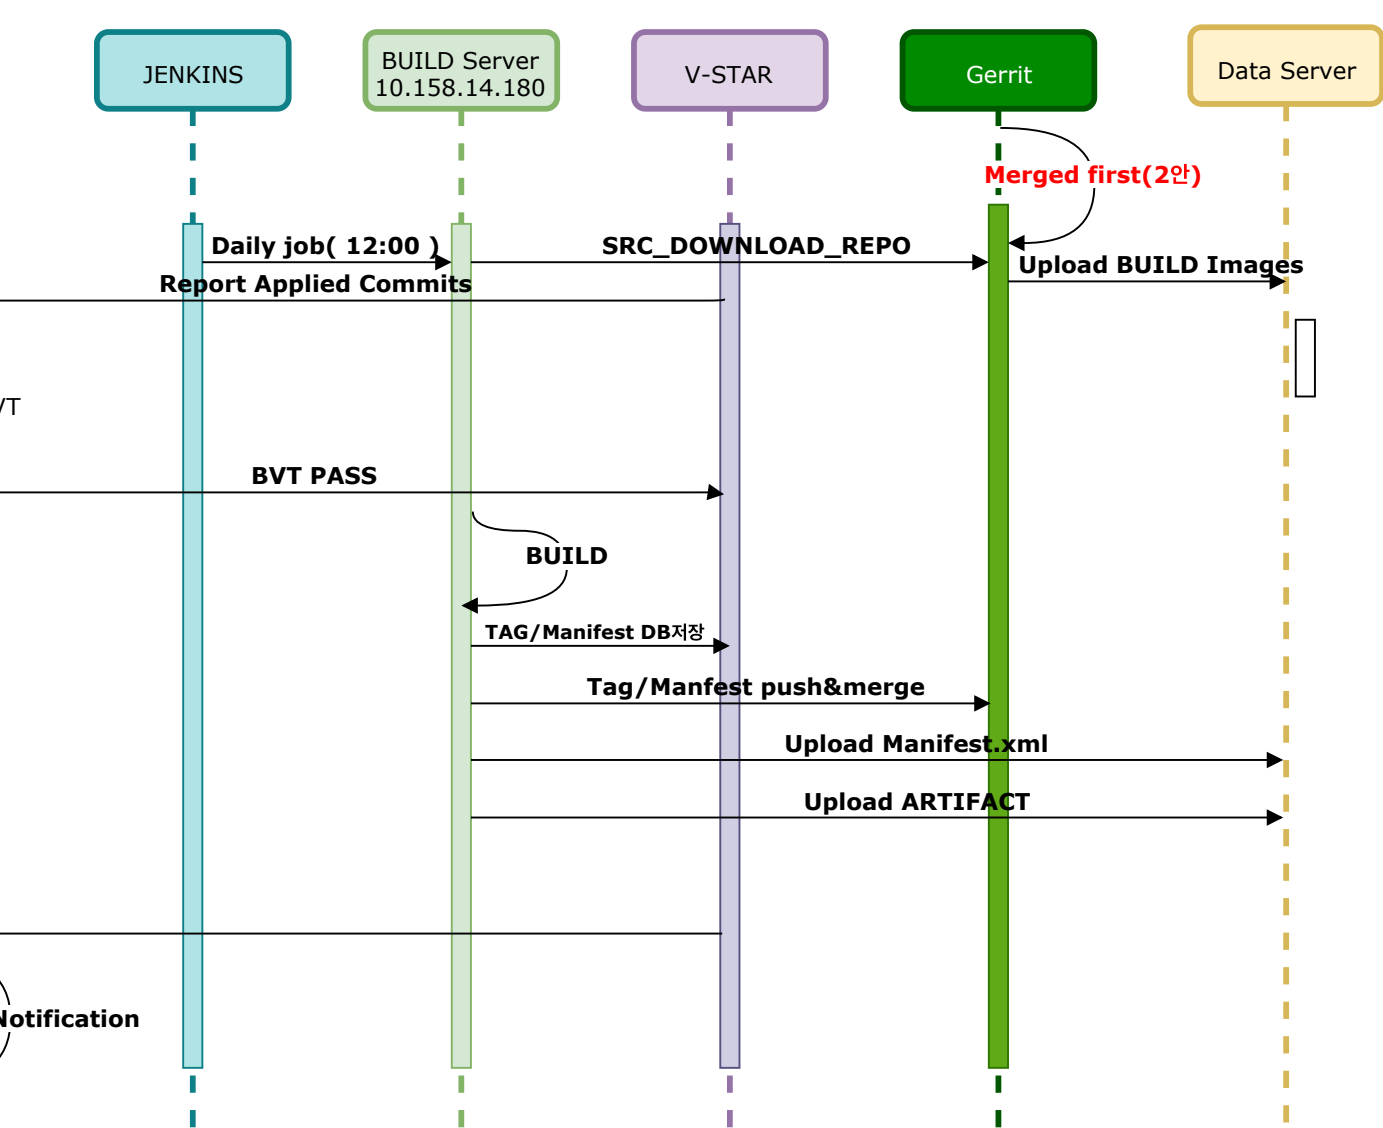 JENKINS
BUILD Server
10.158.14.180
V-STAR
Gerrit
Data Server
Merged first(2안)
Daily job( 12:00 )
SRC_DOWNLOAD_REPO
Upload BUILD Images
Report Applied Commits
VT
BVT PASS
BUILD
TAG/Manifest DB저장
Tag/Manfest push&merge
Upload Manifest.xml
Upload ARTIFACT
Notification